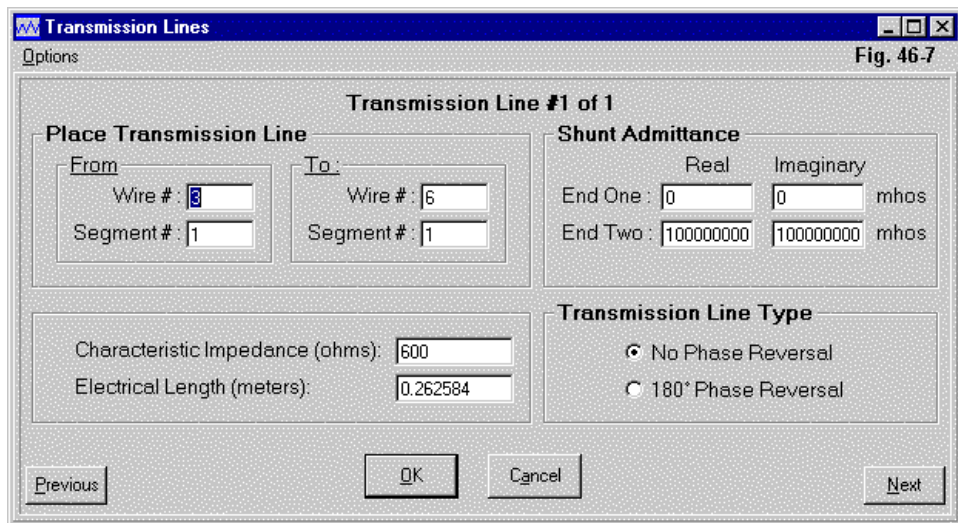 Transmission Lines
Options
Fig. 46-7
Transmission Line #1 of 1
Place Transmission Line
From
Wire #: 3
Segment #: 1
To:
Wire #: 6
Segment #: 1
Shunt Admittance
Real Imaginary
End One: 0 0 mhos
End Two: 100000000 100000000 mhos
Characteristic Impedance (ohms): 600
Electrical Length (meters): 0.262584
Transmission Line Type
No Phase Reversal
180° Phase Reversal
Previous
OK
Cancel
Next